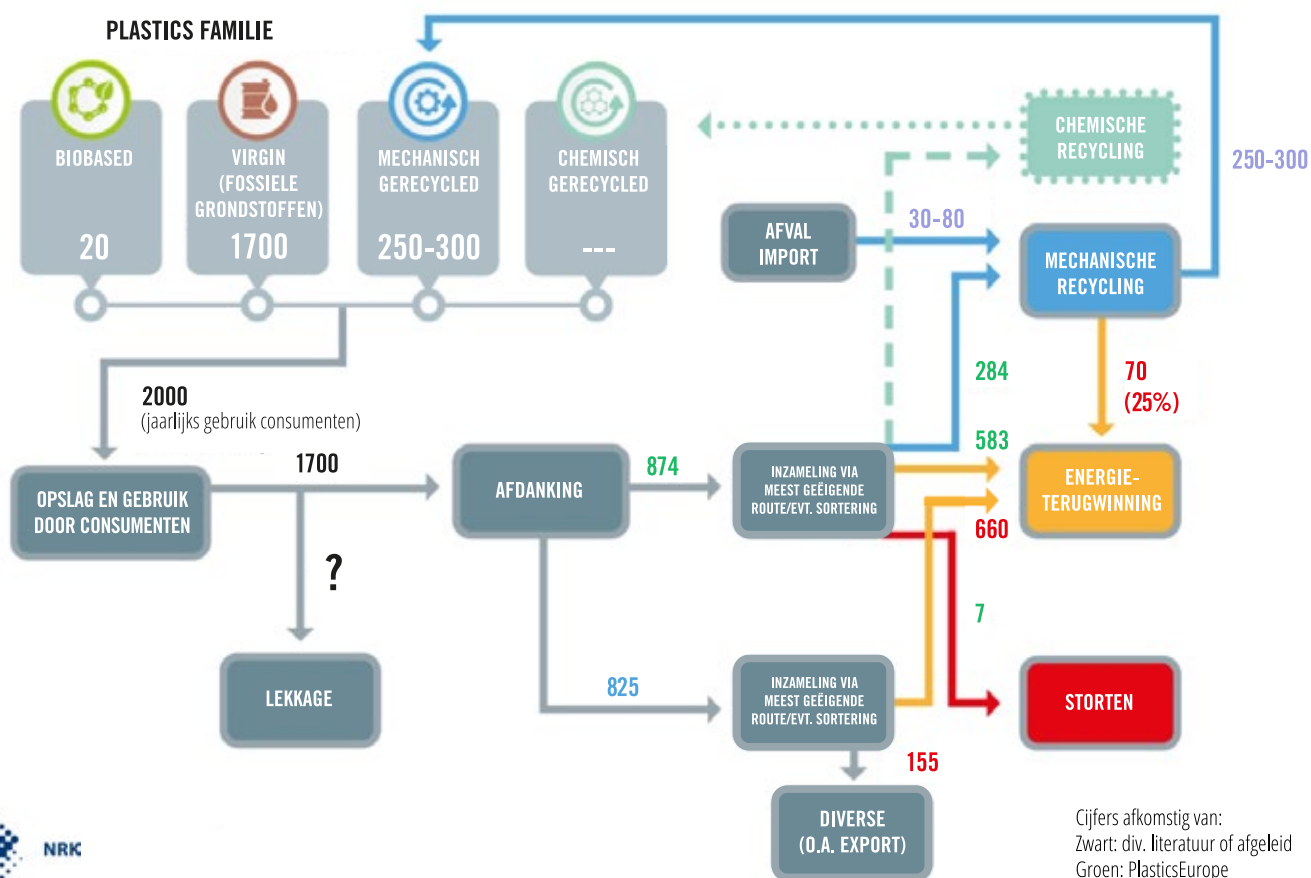 PLASTICS FAMILIE
BIOBASED
20
VIRGIN
(FOSSIELE
GRONDSTOFFEN)
1700
MECHANISCH
GERECYCLED
250-300
CHEMISCH
GERECYCLED
---
CHEMISCHE
RECYCLING
250-300
AFVAL
IMPORT
30-80
MECHANISCHE
RECYCLING
2000
(jaarlijks gebruik consumenten)
284
70
(25%)
OPSLAG EN GEBRUIK
DOOR CONSUMENTEN
1700
AFDANKING
874
INZAMELING VIA
MEEST GEËIGENDE
ROUTE/EVT. SORTERING
583
660
ENERGIE-
TERUGWINNING
?
7
LEKKAGE
825
INZAMELING VIA
MEEST GEËIGENDE
ROUTE/EVT. SORTERING
STORTEN
155
DIVERSE
(O.A. EXPORT)
NRK
Cijfers afkomstig van:
Zwart: div. literatuur of afgeleid
Groen: PlasticsEurope